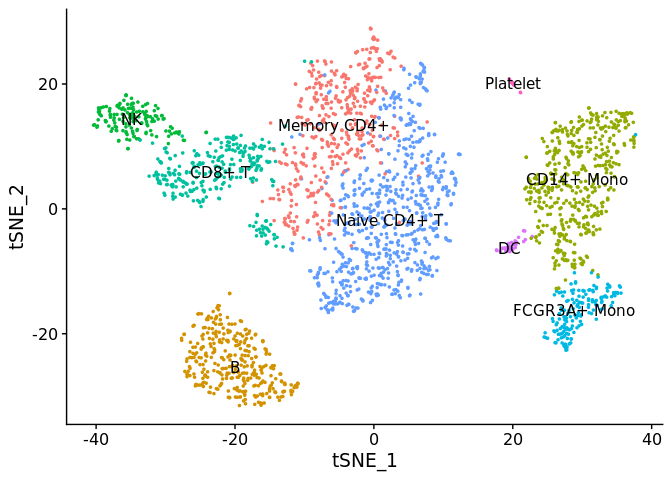 tSNE_2
20
0
-20
-40
-20
0
20
40
tSNE_1
Platelet
NK
Memory CD4+
CD8+ T
CD14+ Mono
Naive CD4+ T
DC
FCGR3A+ Mono
B